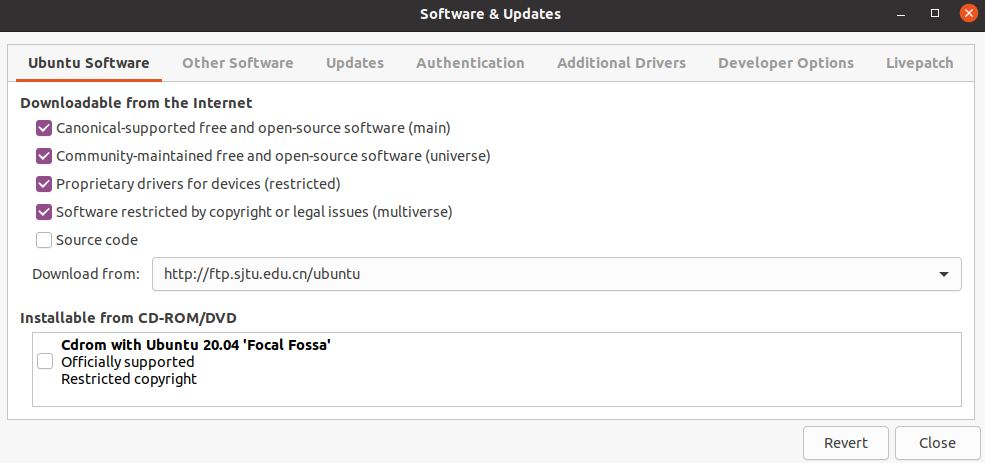 Software & Updates
Ubuntu Software Other Software Updates Authentication Additional Drivers Developer Options Livepatch
Downloadable from the Internet
Canonical-supported free and open-source software (main)
Community-maintained free and open-source software (universe)
Proprietary drivers for devices (restricted)
Software restricted by copyright or legal issues (multiverse)
Source code
Download from: http://ftp.sjtu.edu.cn/ubuntu
Installable from CD-ROM/DVD
Cdrom with Ubuntu 20.04 'Focal Fossa'
Officially supported
Restricted copyright
Revert Close